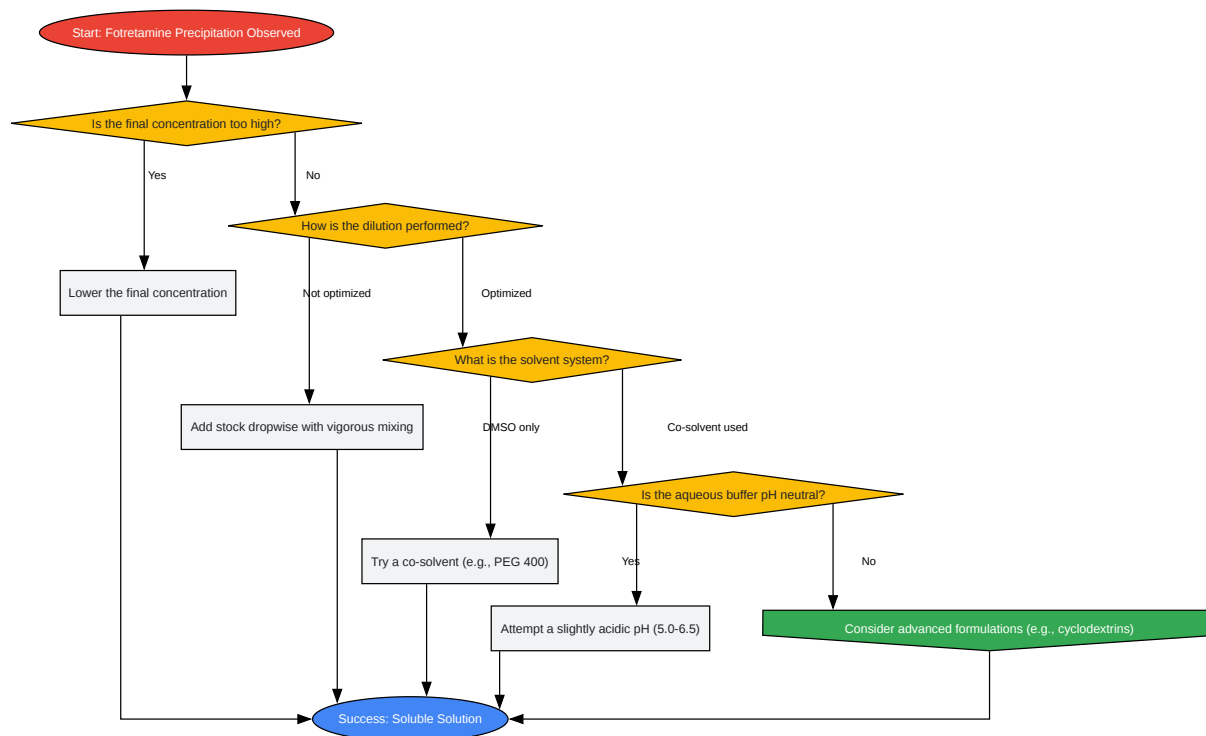 Start: Fotretamine Precipitation Observed
Is the final concentration too high?
Yes
No
How is the dilution performed?
Lower the final concentration
Not optimized
Optimized
What is the solvent system?
Add stock dropwise with vigorous mixing
DMSO only
Co-solvent used
Is the aqueous buffer pH neutral?
Try a co-solvent (e.g., PEG 400)
Yes
No
Attempt a slightly acidic pH (5.0-6.5)
Consider advanced formulations (e.g., cyclodextrins)
Success: Soluble Solution